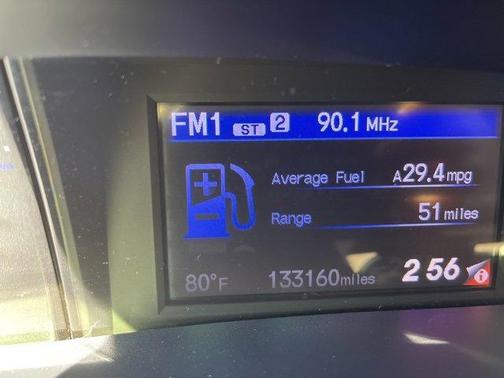 FM1 ST 2 90.1 MHz
Average Fuel A29.4mpg
Range 51 miles
80°F 133160miles 2 56 i